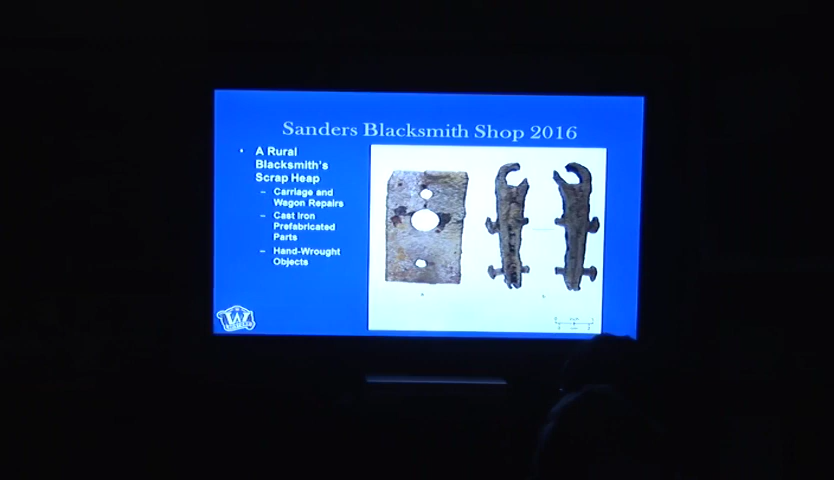 Sanders Blacksmith Shop 2016
• A Rural
Blacksmith's
Scrap Heap
– Carriage and
Wagon Repairs
– Cast Iron
Prefabricated
Parts
– Hand-Wrought
Objects
W